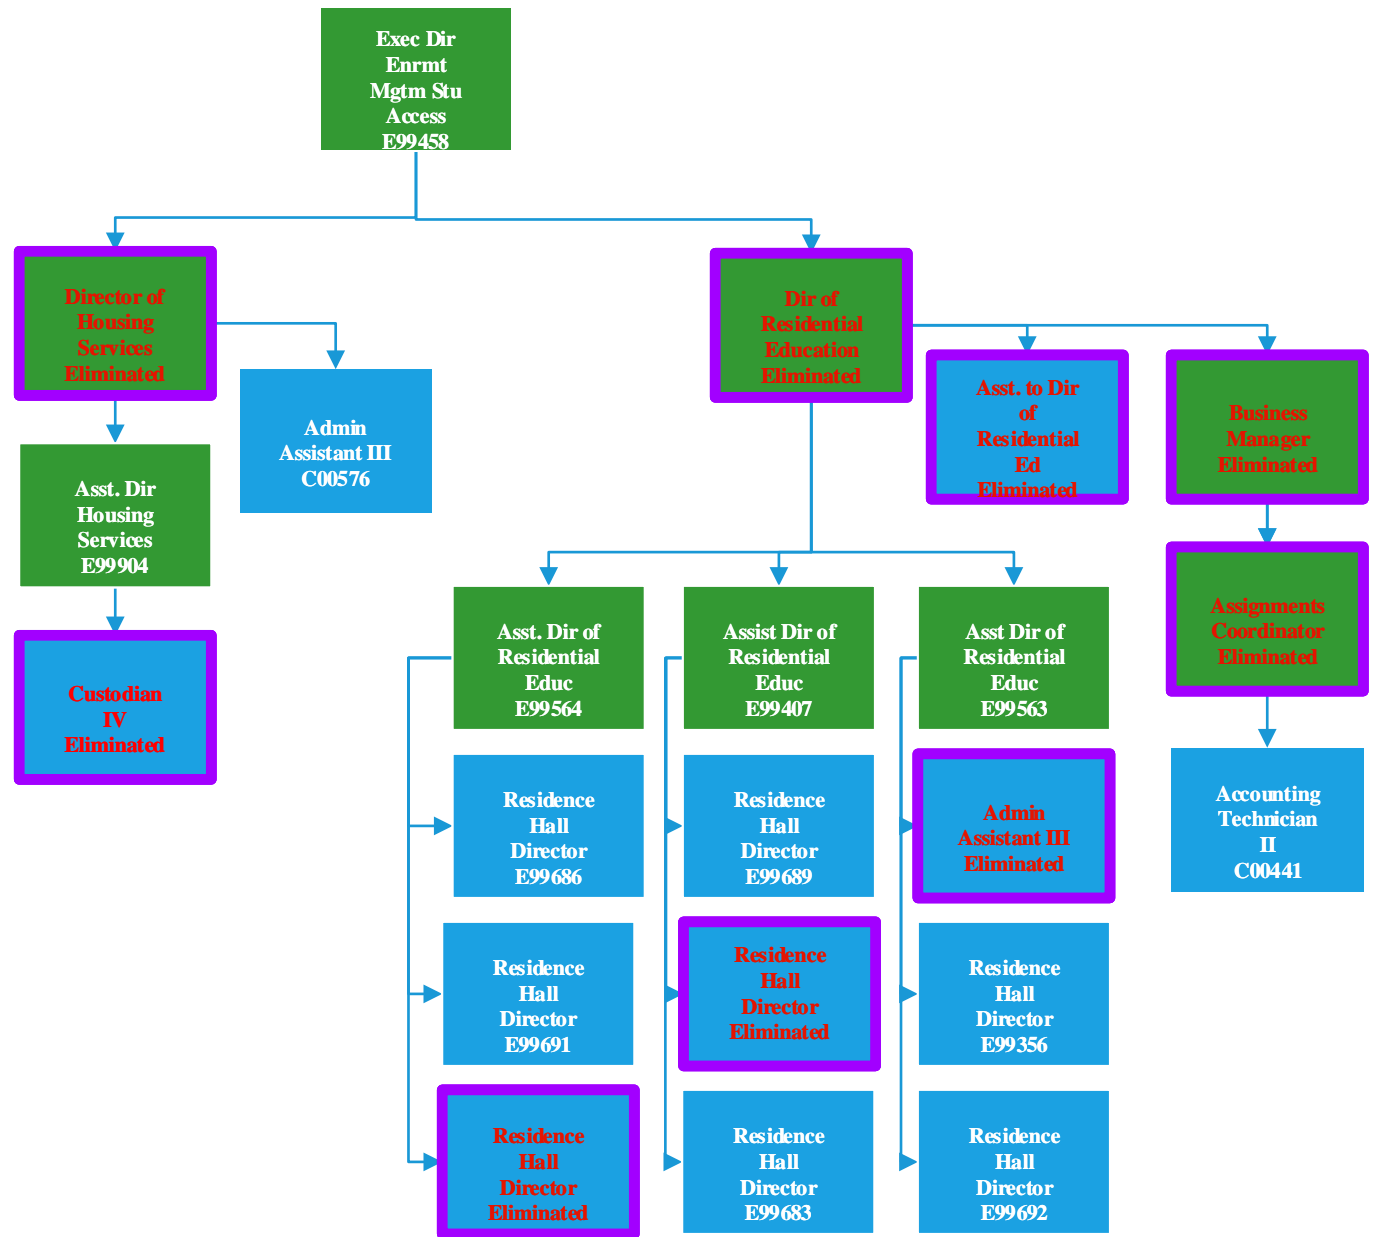 Exec Dir
Enrmt
Mgtm Stu
Access
E99458
Director of
Housing
Services
Eliminated
Dir of
Residential
Education
Eliminated
Admin
Assistant III
C00576
Asst. to Dir
of
Residential
Ed
Eliminated
Business
Manager
Eliminated
Asst. Dir
Housing
Services
E99904
Assignments
Coordinator
Eliminated
Custodian
IV
Eliminated
Asst. Dir of
Residential
Educ
E99564
Assist Dir of
Residential
Educ
E99407
Asst Dir of
Residential
Educ
E99563
Accounting
Technician
II
C00441
Residence
Hall
Director
E99686
Residence
Hall
Director
E99689
Admin
Assistant III
Eliminated
Residence
Hall
Director
E99691
Residence
Hall
Director
Eliminated
Residence
Hall
Director
E99356
Residence
Hall
Director
Eliminated
Residence
Hall
Director
E99683
Residence
Hall
Director
E99692